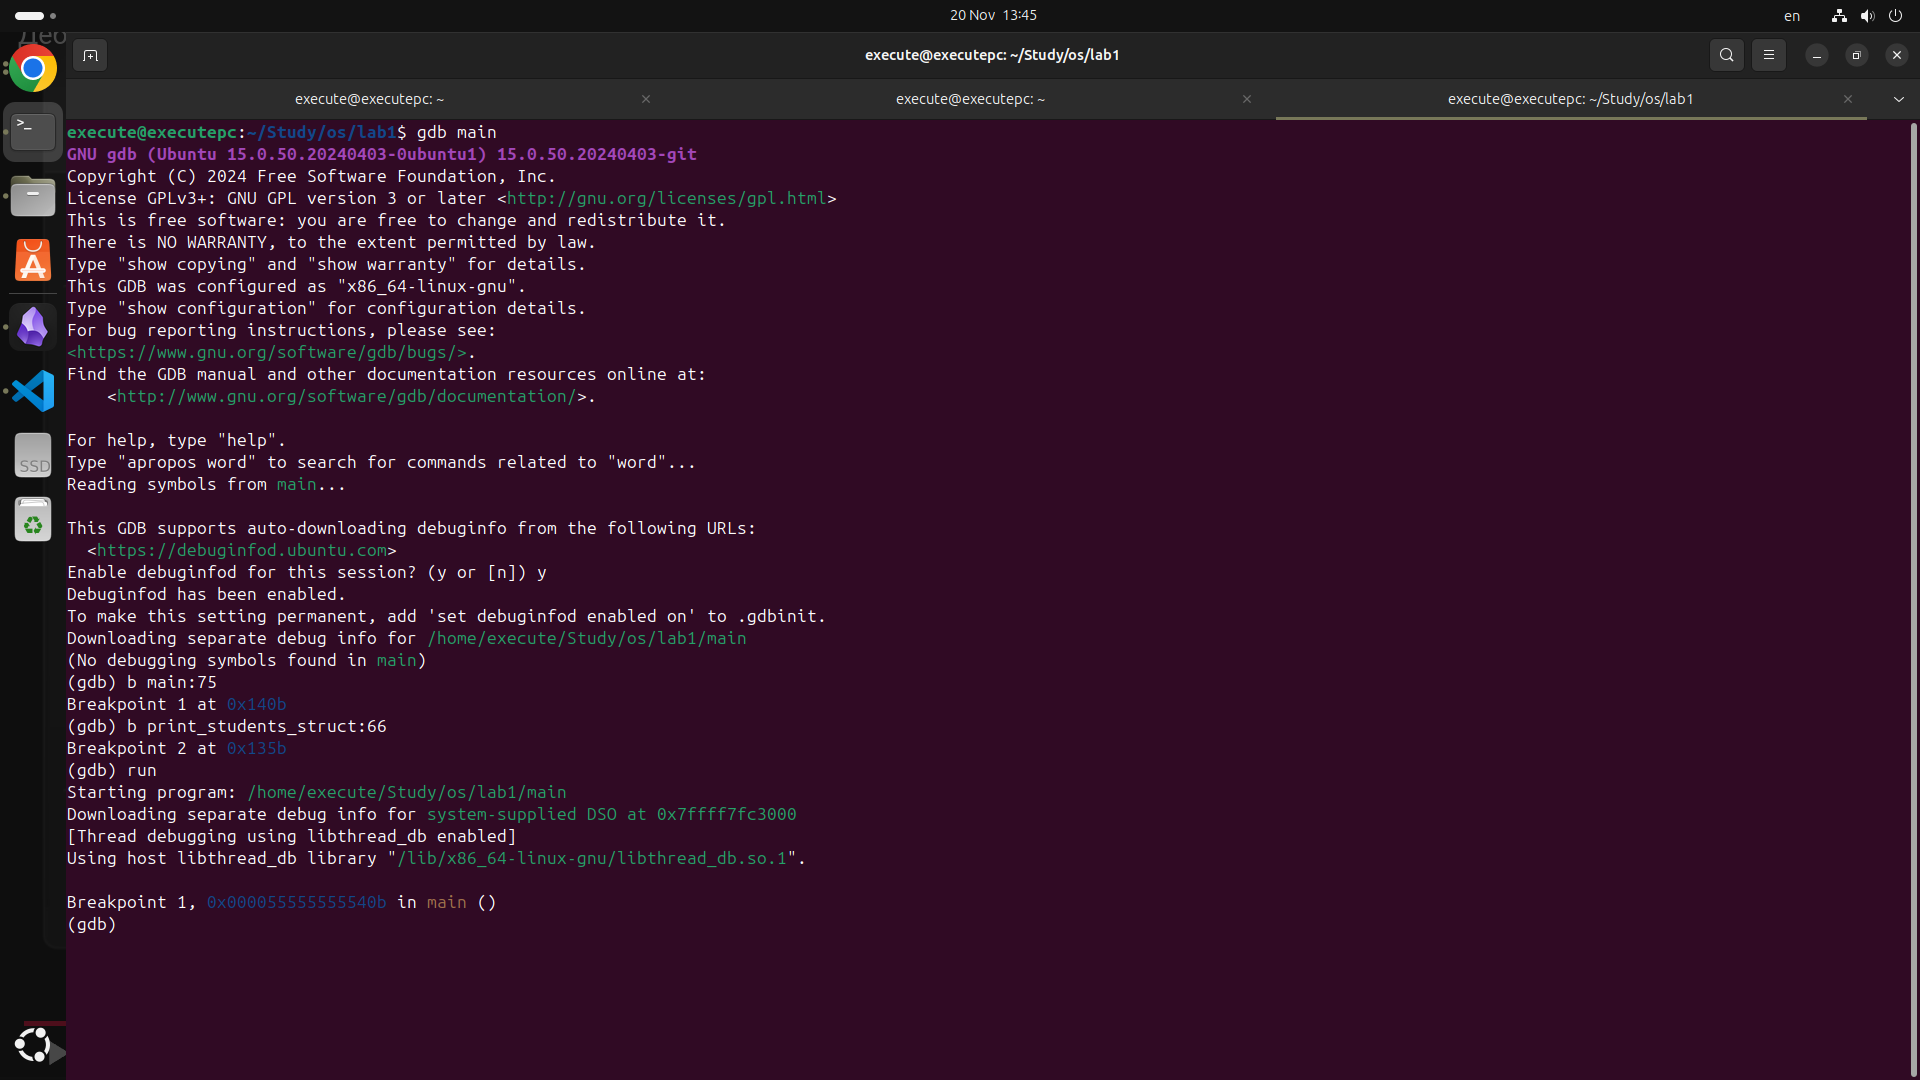 20 Nov 13:45
en
Деб
execute@executepc: ~/Study/os/lab1
execute@executepc: ~
execute@executepc: ~
execute@executepc: ~/Study/os/lab1
execute@executepc:~/Study/os/lab1$ gdb main
GNU gdb (Ubuntu 15.0.50.20240403-0ubuntu1) 15.0.50.20240403-git
Copyright (C) 2024 Free Software Foundation, Inc.
License GPLv3+: GNU GPL version 3 or later <http://gnu.org/licenses/gpl.html>
This is free software: you are free to change and redistribute it.
There is NO WARRANTY, to the extent permitted by law.
Type "show copying" and "show warranty" for details.
This GDB was configured as "x86_64-linux-gnu".
Type "show configuration" for configuration details.
For bug reporting instructions, please see:
<https://www.gnu.org/software/gdb/bugs/>.
Find the GDB manual and other documentation resources online at:
    <http://www.gnu.org/software/gdb/documentation/>.
For help, type "help".
Type "apropos word" to search for commands related to "word"...
Reading symbols from main...
This GDB supports auto-downloading debuginfo from the following URLs:
  <https://debuginfod.ubuntu.com>
Enable debuginfod for this session? (y or [n]) y
Debuginfod has been enabled.
To make this setting permanent, add 'set debuginfod enabled on' to .gdbinit.
Downloading separate debug info for /home/execute/Study/os/lab1/main
(No debugging symbols found in main)
(gdb) b main:75
Breakpoint 1 at 0x140b
(gdb) b print_students_struct:66
Breakpoint 2 at 0x135b
(gdb) run
Starting program: /home/execute/Study/os/lab1/main
Downloading separate debug info for system-supplied DSO at 0x7ffff7fc3000
[Thread debugging using libthread_db enabled]
Using host libthread_db library "/lib/x86_64-linux-gnu/libthread_db.so.1".
Breakpoint 1, 0x000055555555540b in main ()
(gdb)
SSD